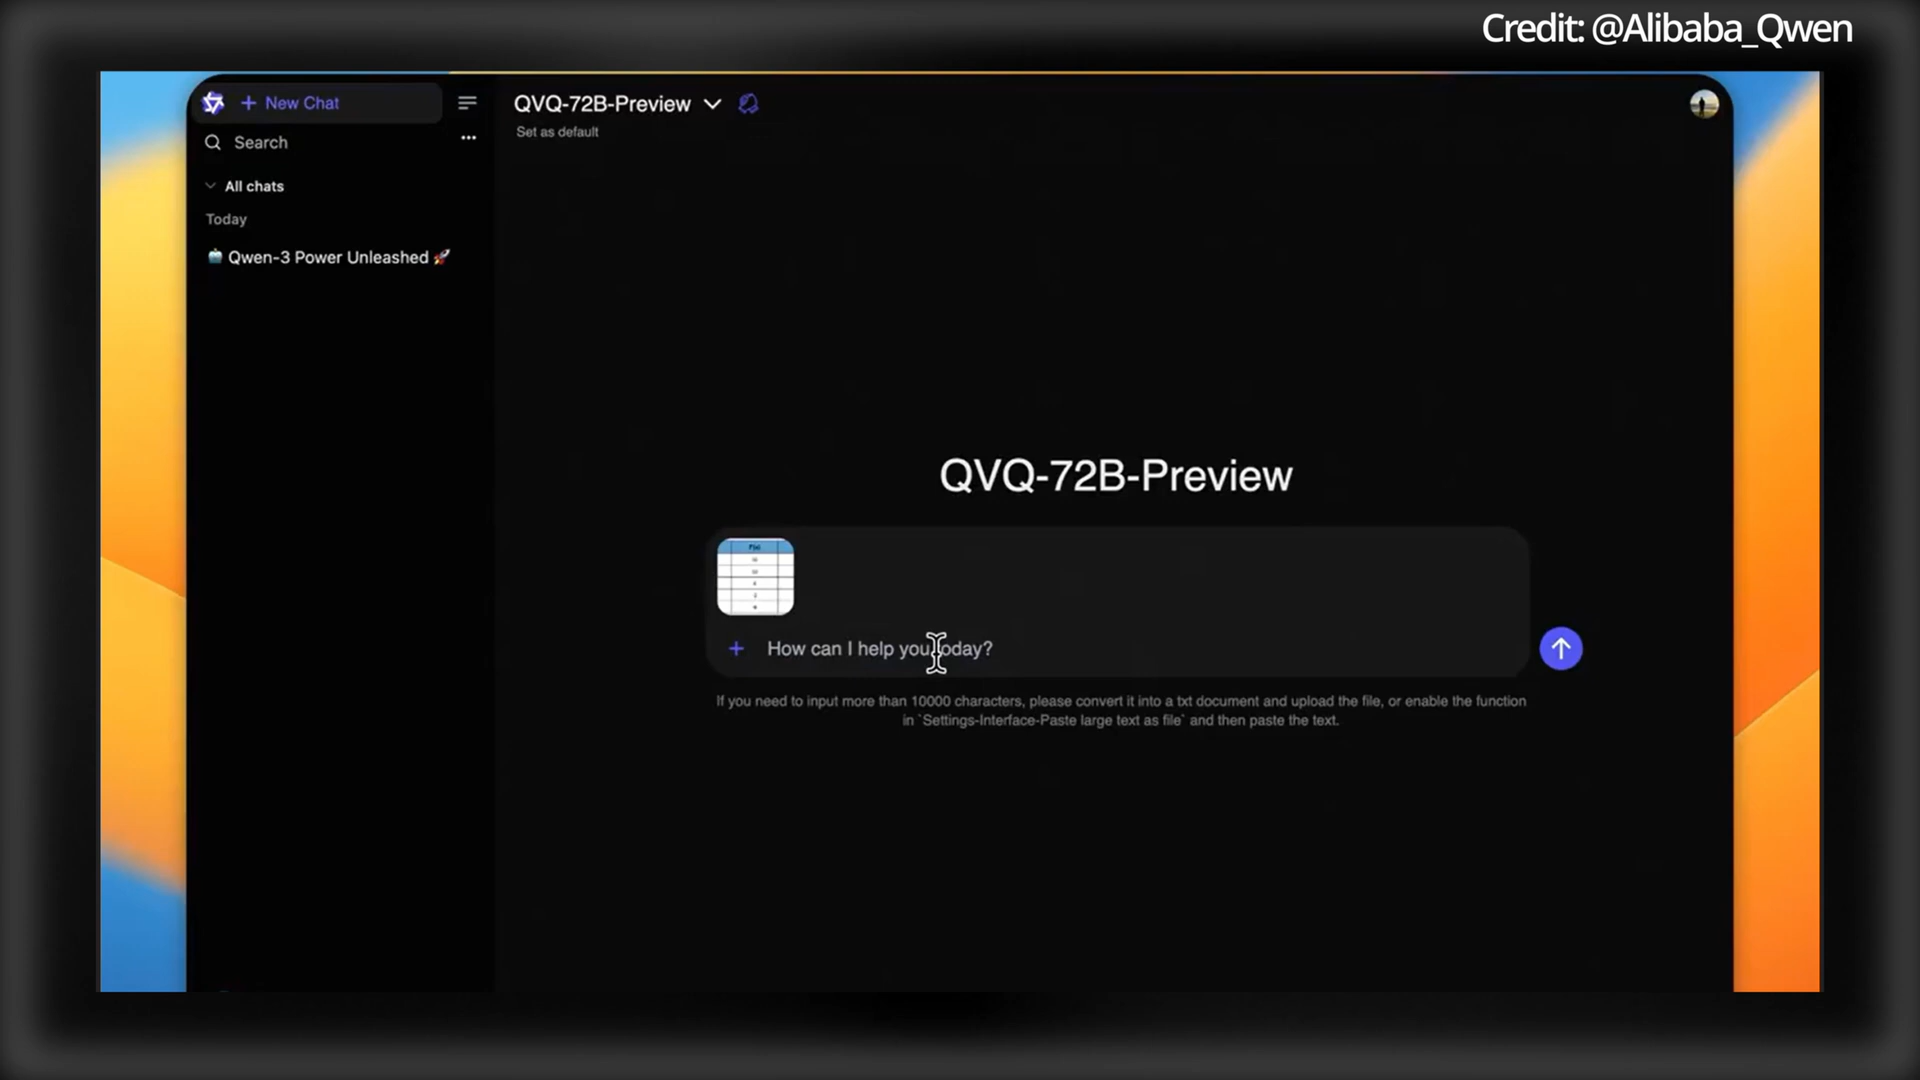 Credit: @Alibaba_Qwen
+ New Chat
Search
All chats
Today
Qwen-3 Power Unleashed 🚀
QVQ-72B-Preview
Set as default
QVQ-72B-Preview
How can I help you today?
If you need to input more than 10000 characters, please convert it into a txt document and upload the file, or enable the function
in `Settings-Interface-Paste large text as file` and then paste the text.